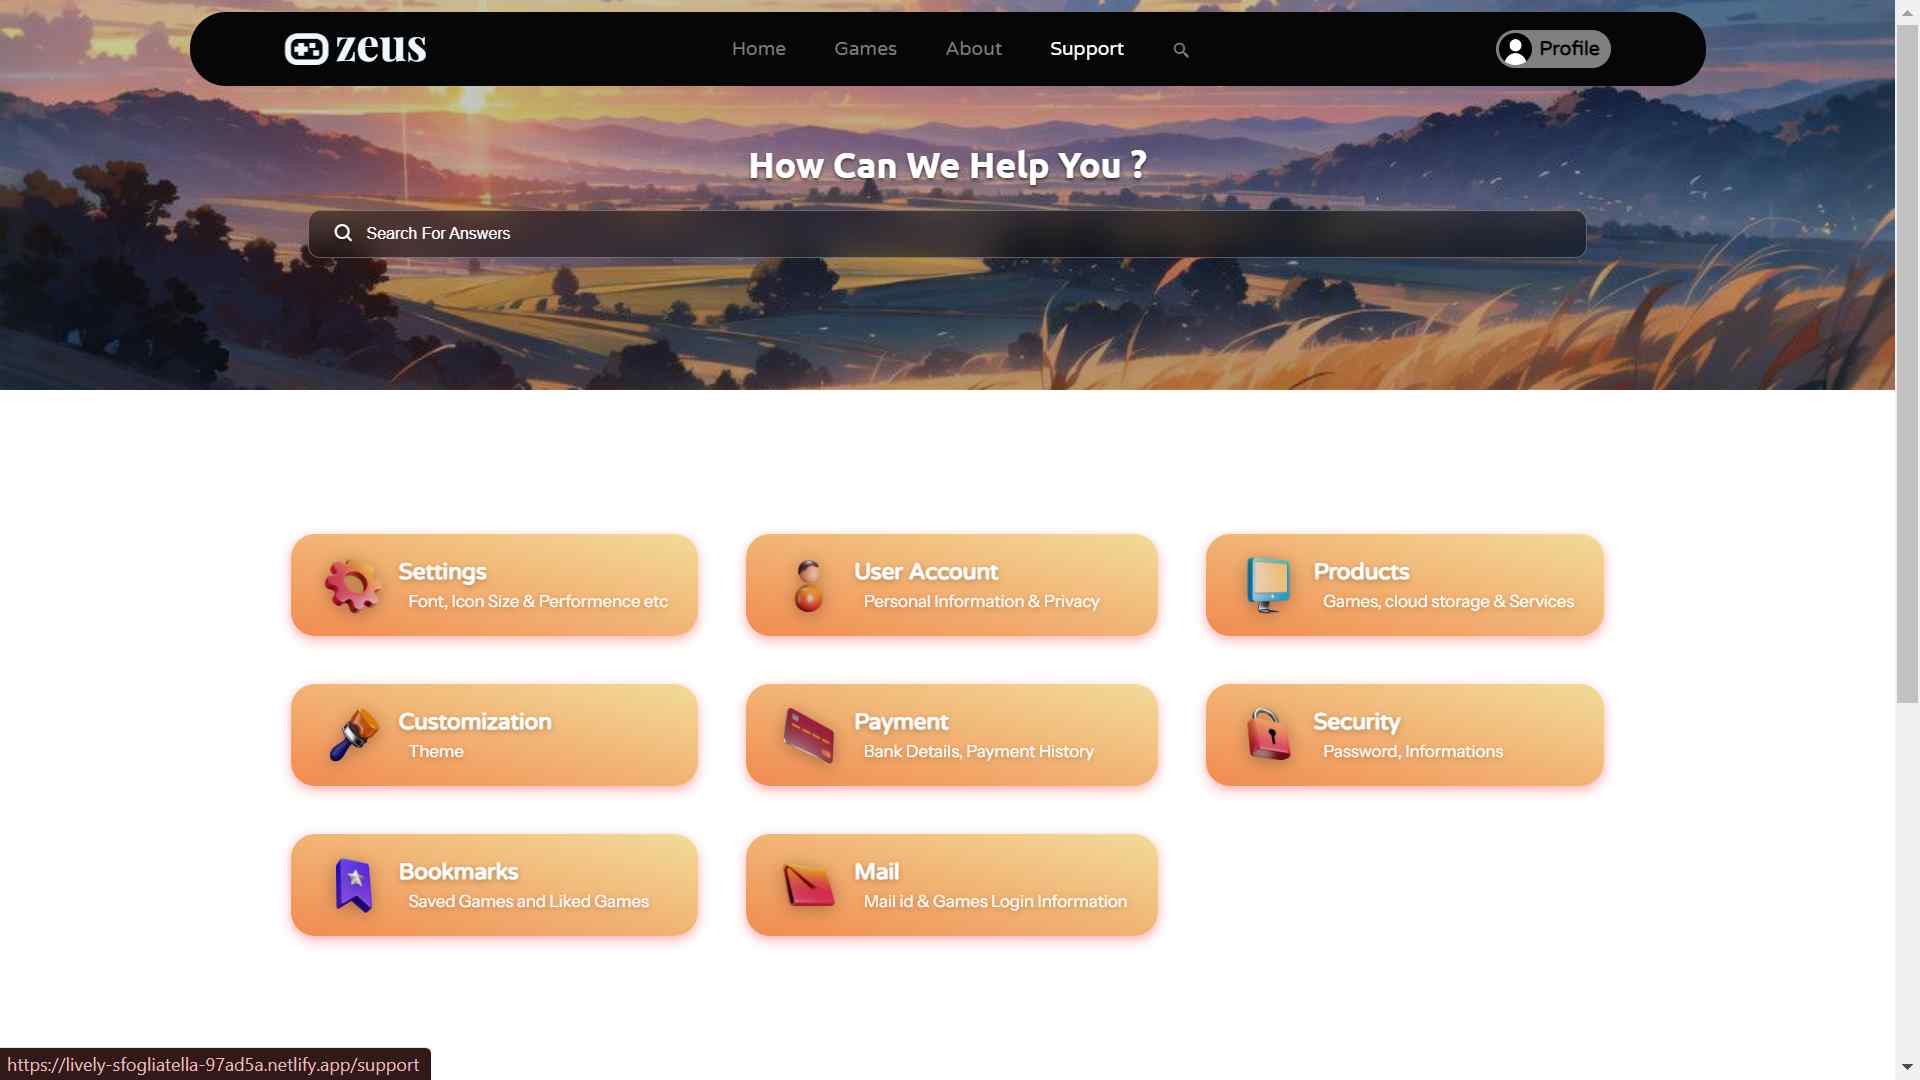 zeus
Home Games About Support
Profile
How Can We Help You ?
Search For Answers
Settings
Font, Icon Size & Performence etc
User Account
Personal Information & Privacy
Products
Games, cloud storage & Services
Customization
Theme
Payment
Bank Details, Payment History
Security
Password, Informations
Bookmarks
Saved Games and Liked Games
Mail
Mail id & Games Login Information
https://lively-sfogliatella-97ad5a.netlify.app/support